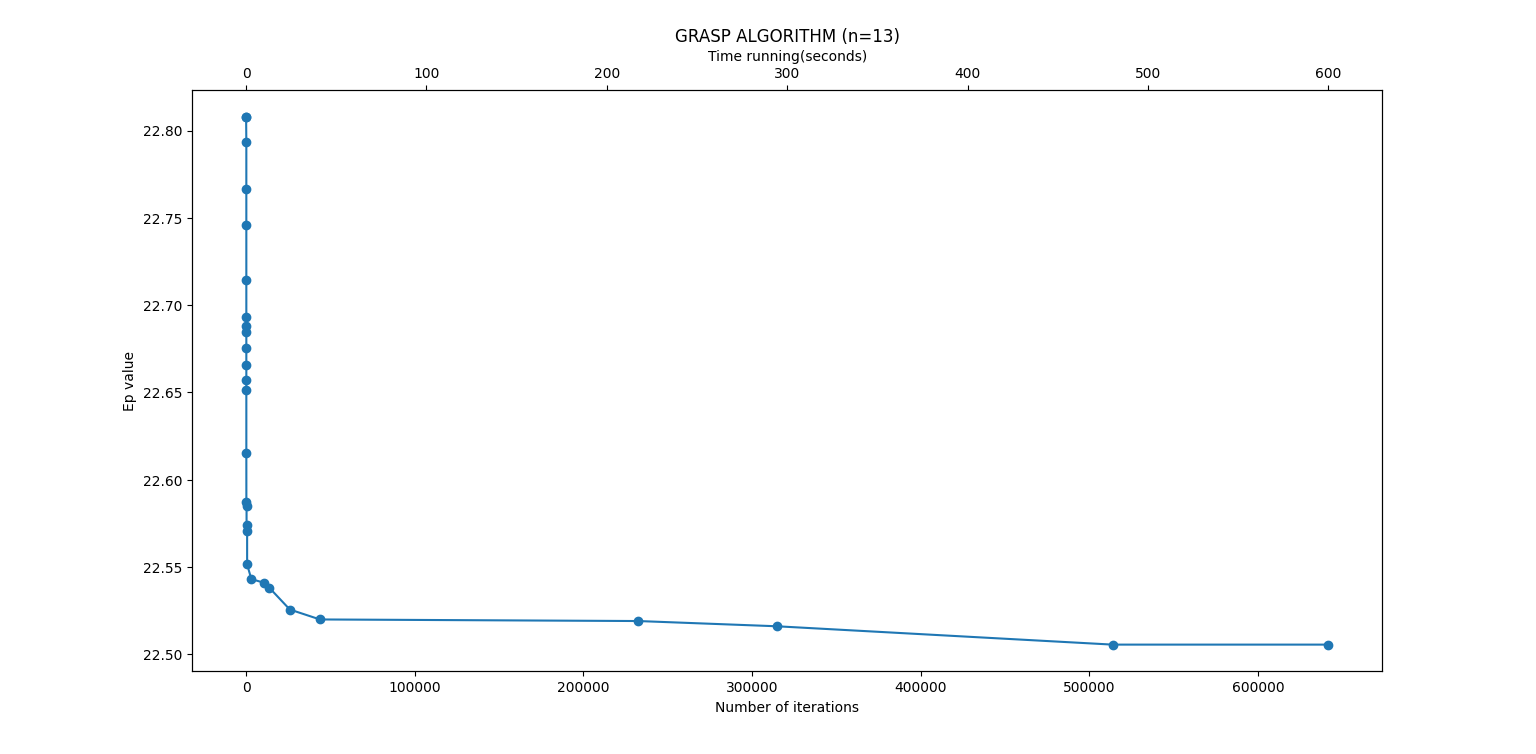 GRASP ALGORITHM (n=13)
Time running(seconds)
0 100 200 300 400 500 600
22.80
22.75
22.70
22.65
22.60
22.55
22.50
Ep value
0 100000 200000 300000 400000 500000 600000
Number of iterations